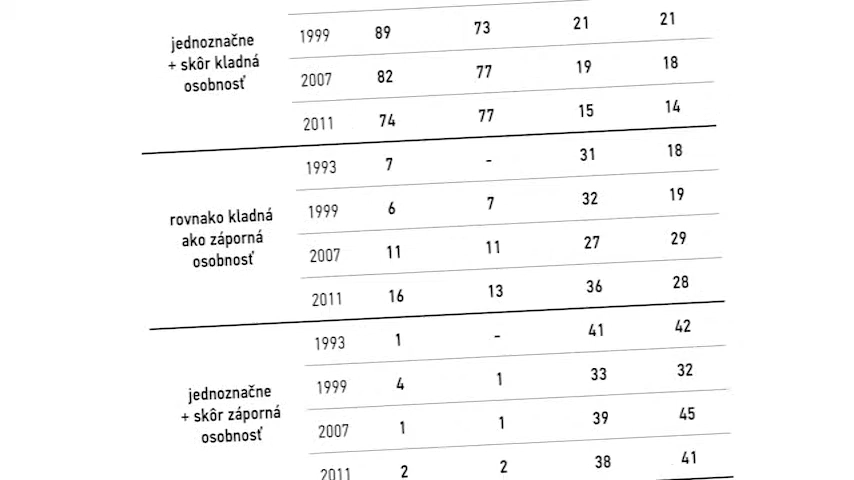 jednoznačne
+ skôr kladná
osobnosť
1999 89 73 21 21
2007 82 77 19 18
2011 74 77 15 14
rovnako kladná
ako záporná
osobnosť
1993 7 - 31 18
1999 6 7 32 19
2007 11 11 27 29
2011 16 13 36 28
jednoznačne
+ skôr záporná
osobnosť
1993 1 - 41 42
1999 4 1 33 32
2007 1 1 39 45
2011 2 2 38 41